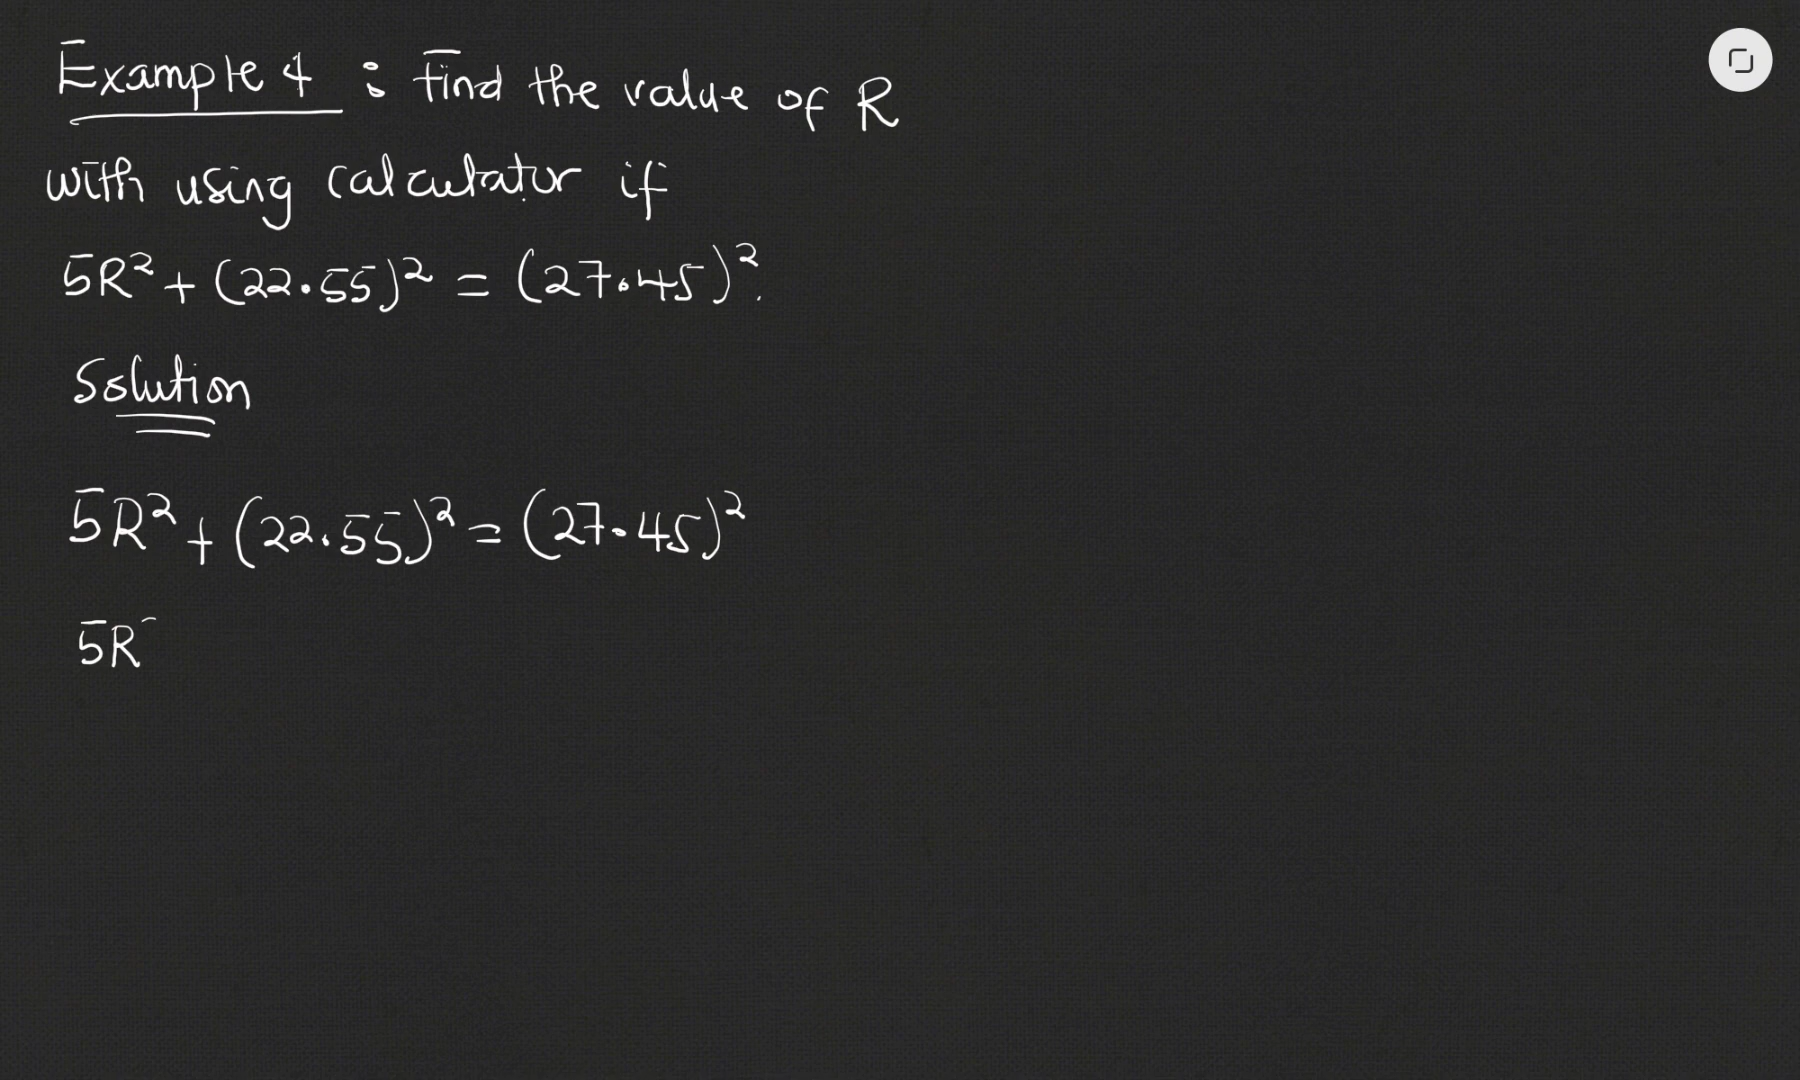 Example 4 : Find the value of R
with using calculator if
5R² + (22.55)² = (27.45)².
Solution
5R² + (22.55)² = (27.45)²
5R